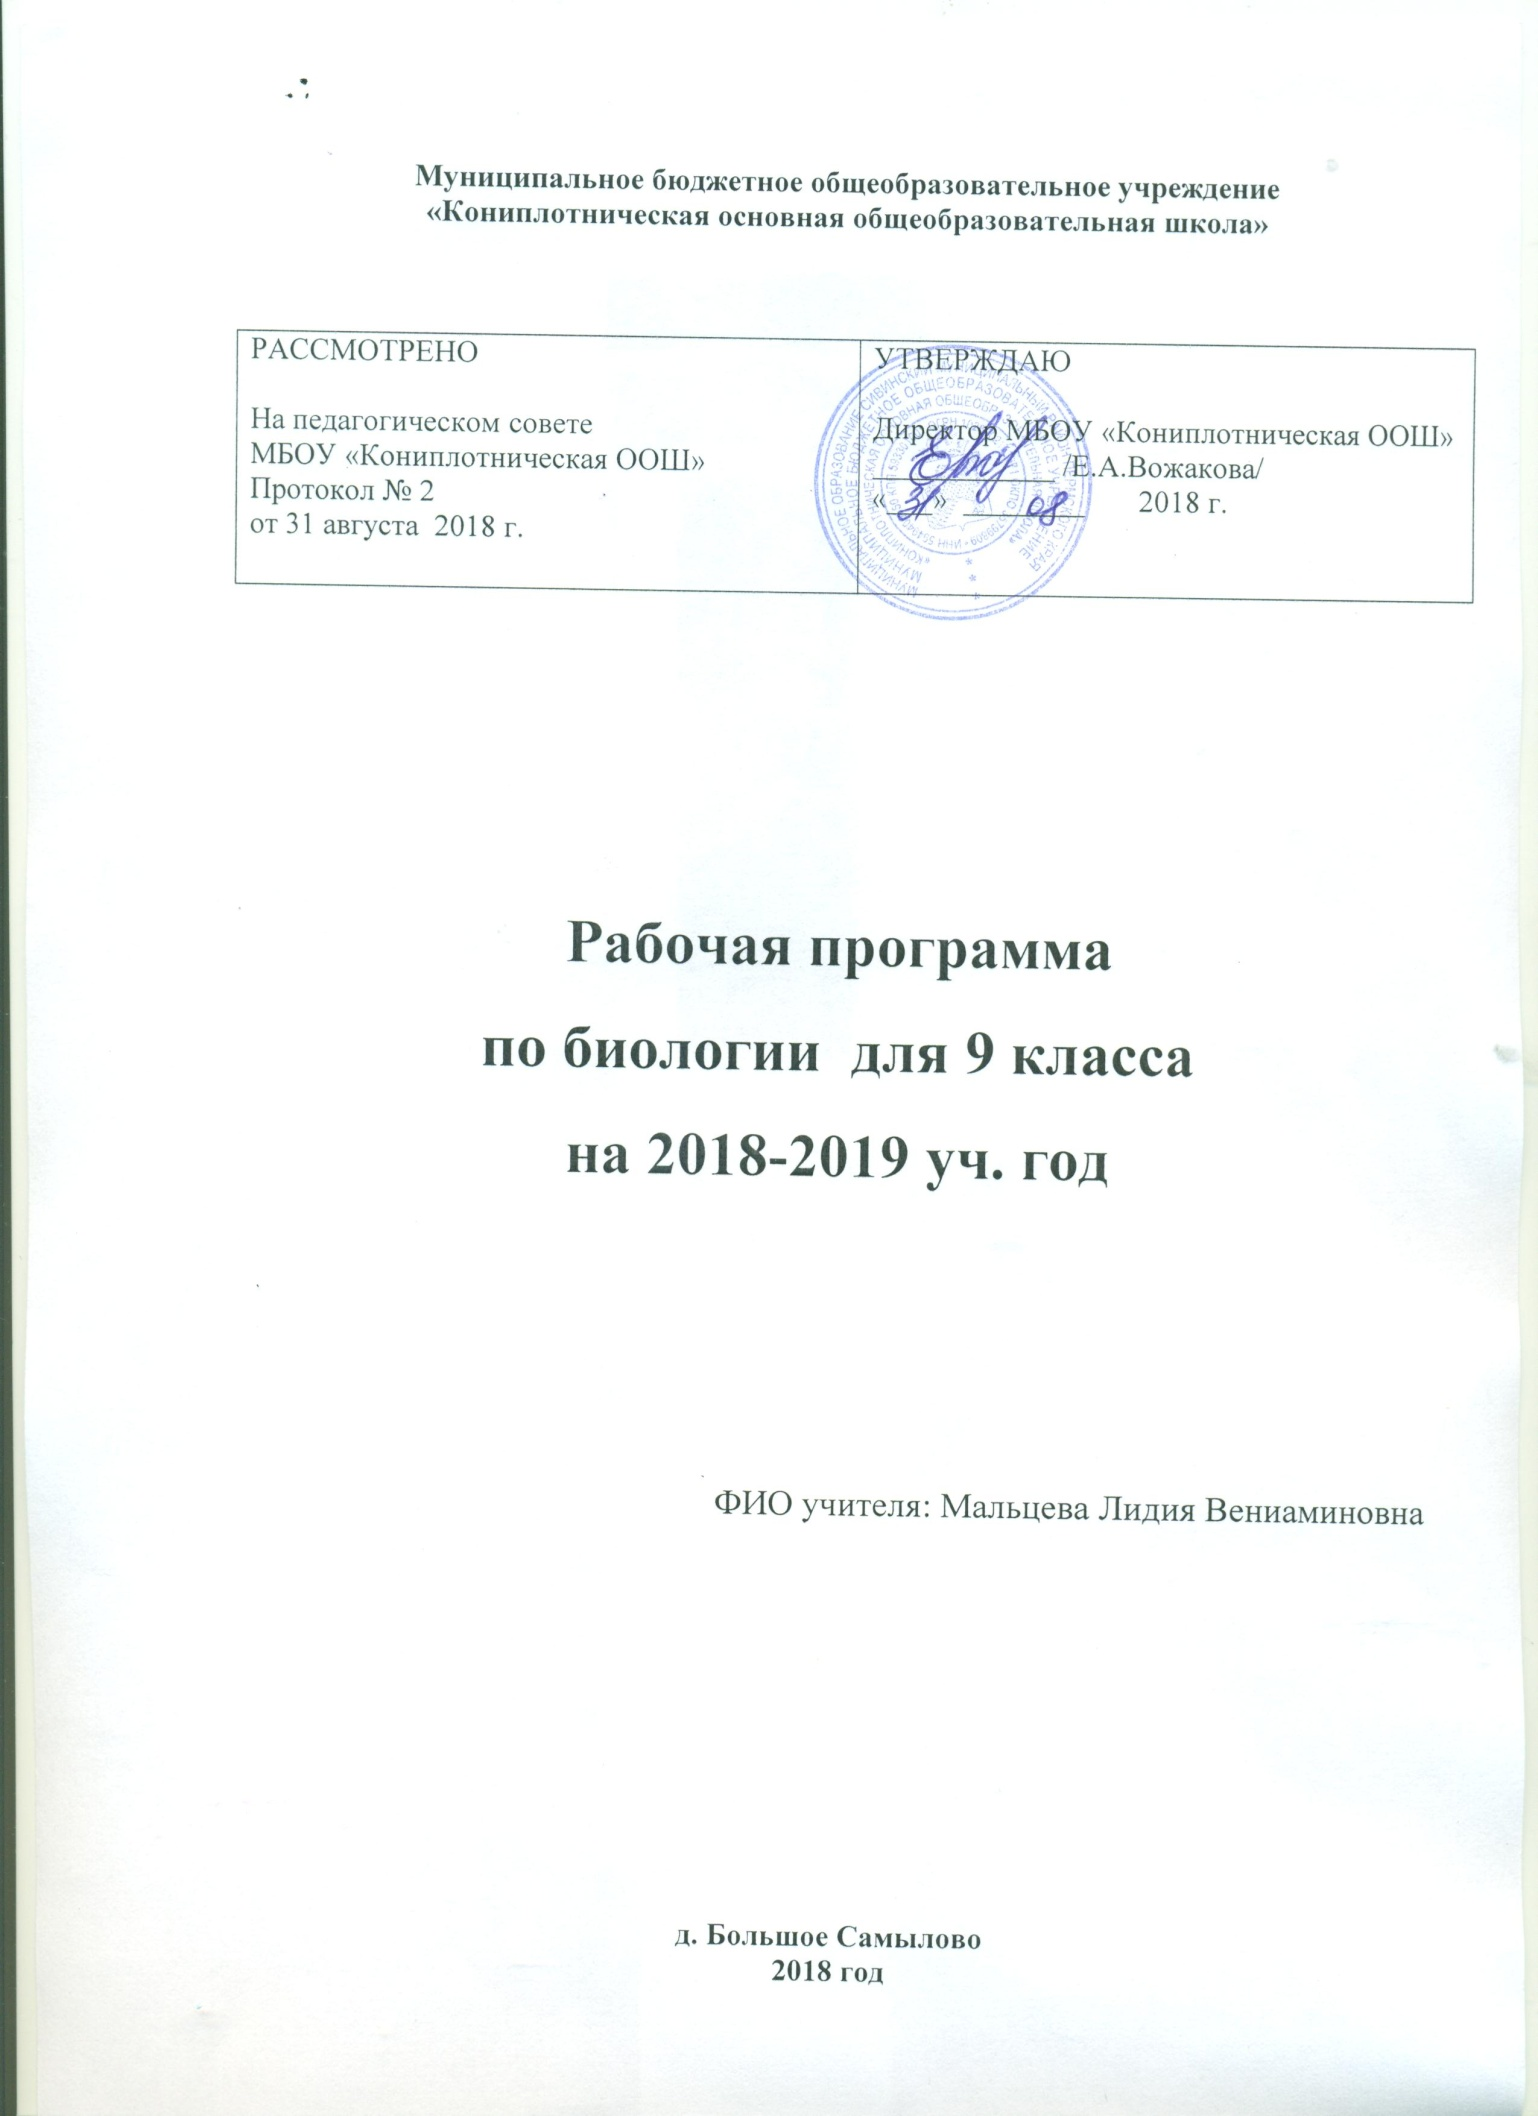 Муниципальное бюджетное общеобразовательное учреждение
«Кониплотническая основная общеобразовательная школа»
РАССМОТРЕНО
На педагогическом совете
МБОУ «Кониплотническая ООШ»
Протокол № 2
от 31 августа 2018 г.
УТВЕРЖДАЮ
Директор МБОУ «Кониплотническая ООШ»
/Е.А.Вожакова/
«31» 08 2018 г.
Рабочая программа
по биологии для 9 класса
на 2018-2019 уч. год
ФИО учителя: Мальцева Лидия Вениаминовна
д. Большое Самылово
2018 год